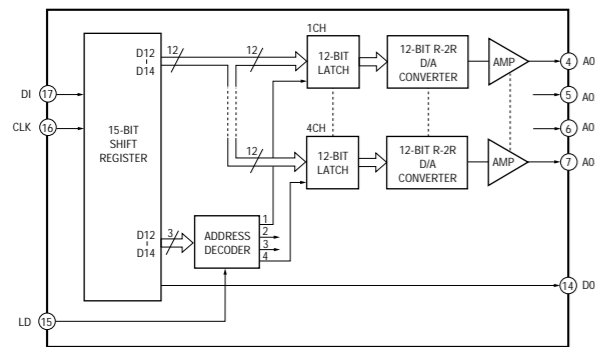 1CH
D12
D14
12
12
12-BIT
LATCH
12-BIT R-2R
D/A
CONVERTER
AMP
4
A0
DI
17
5
A0
CLK
16
15-BIT
SHIFT
REGISTER
6
A0
4CH
12
12-BIT
LATCH
12-BIT R-2R
D/A
CONVERTER
AMP
7
A0
D12
D14
3
ADDRESS
DECODER
1
2
3
4
14
D0
LD
15